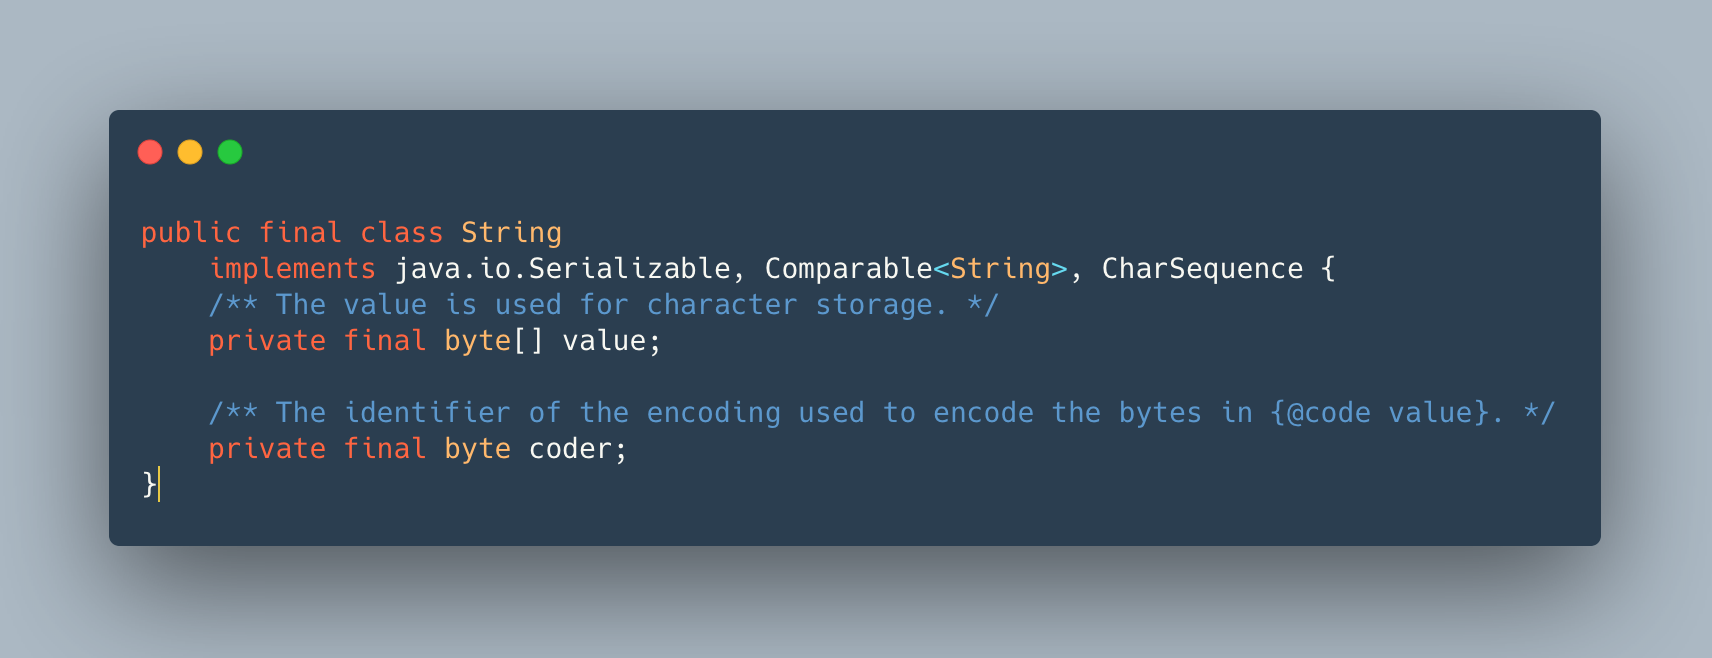 public final class String
    implements java.io.Serializable, Comparable<String>, CharSequence {
    /** The value is used for character storage. */
    private final byte[] value;

    /** The identifier of the encoding used to encode the bytes in {@code value}. */
    private final byte coder;
}